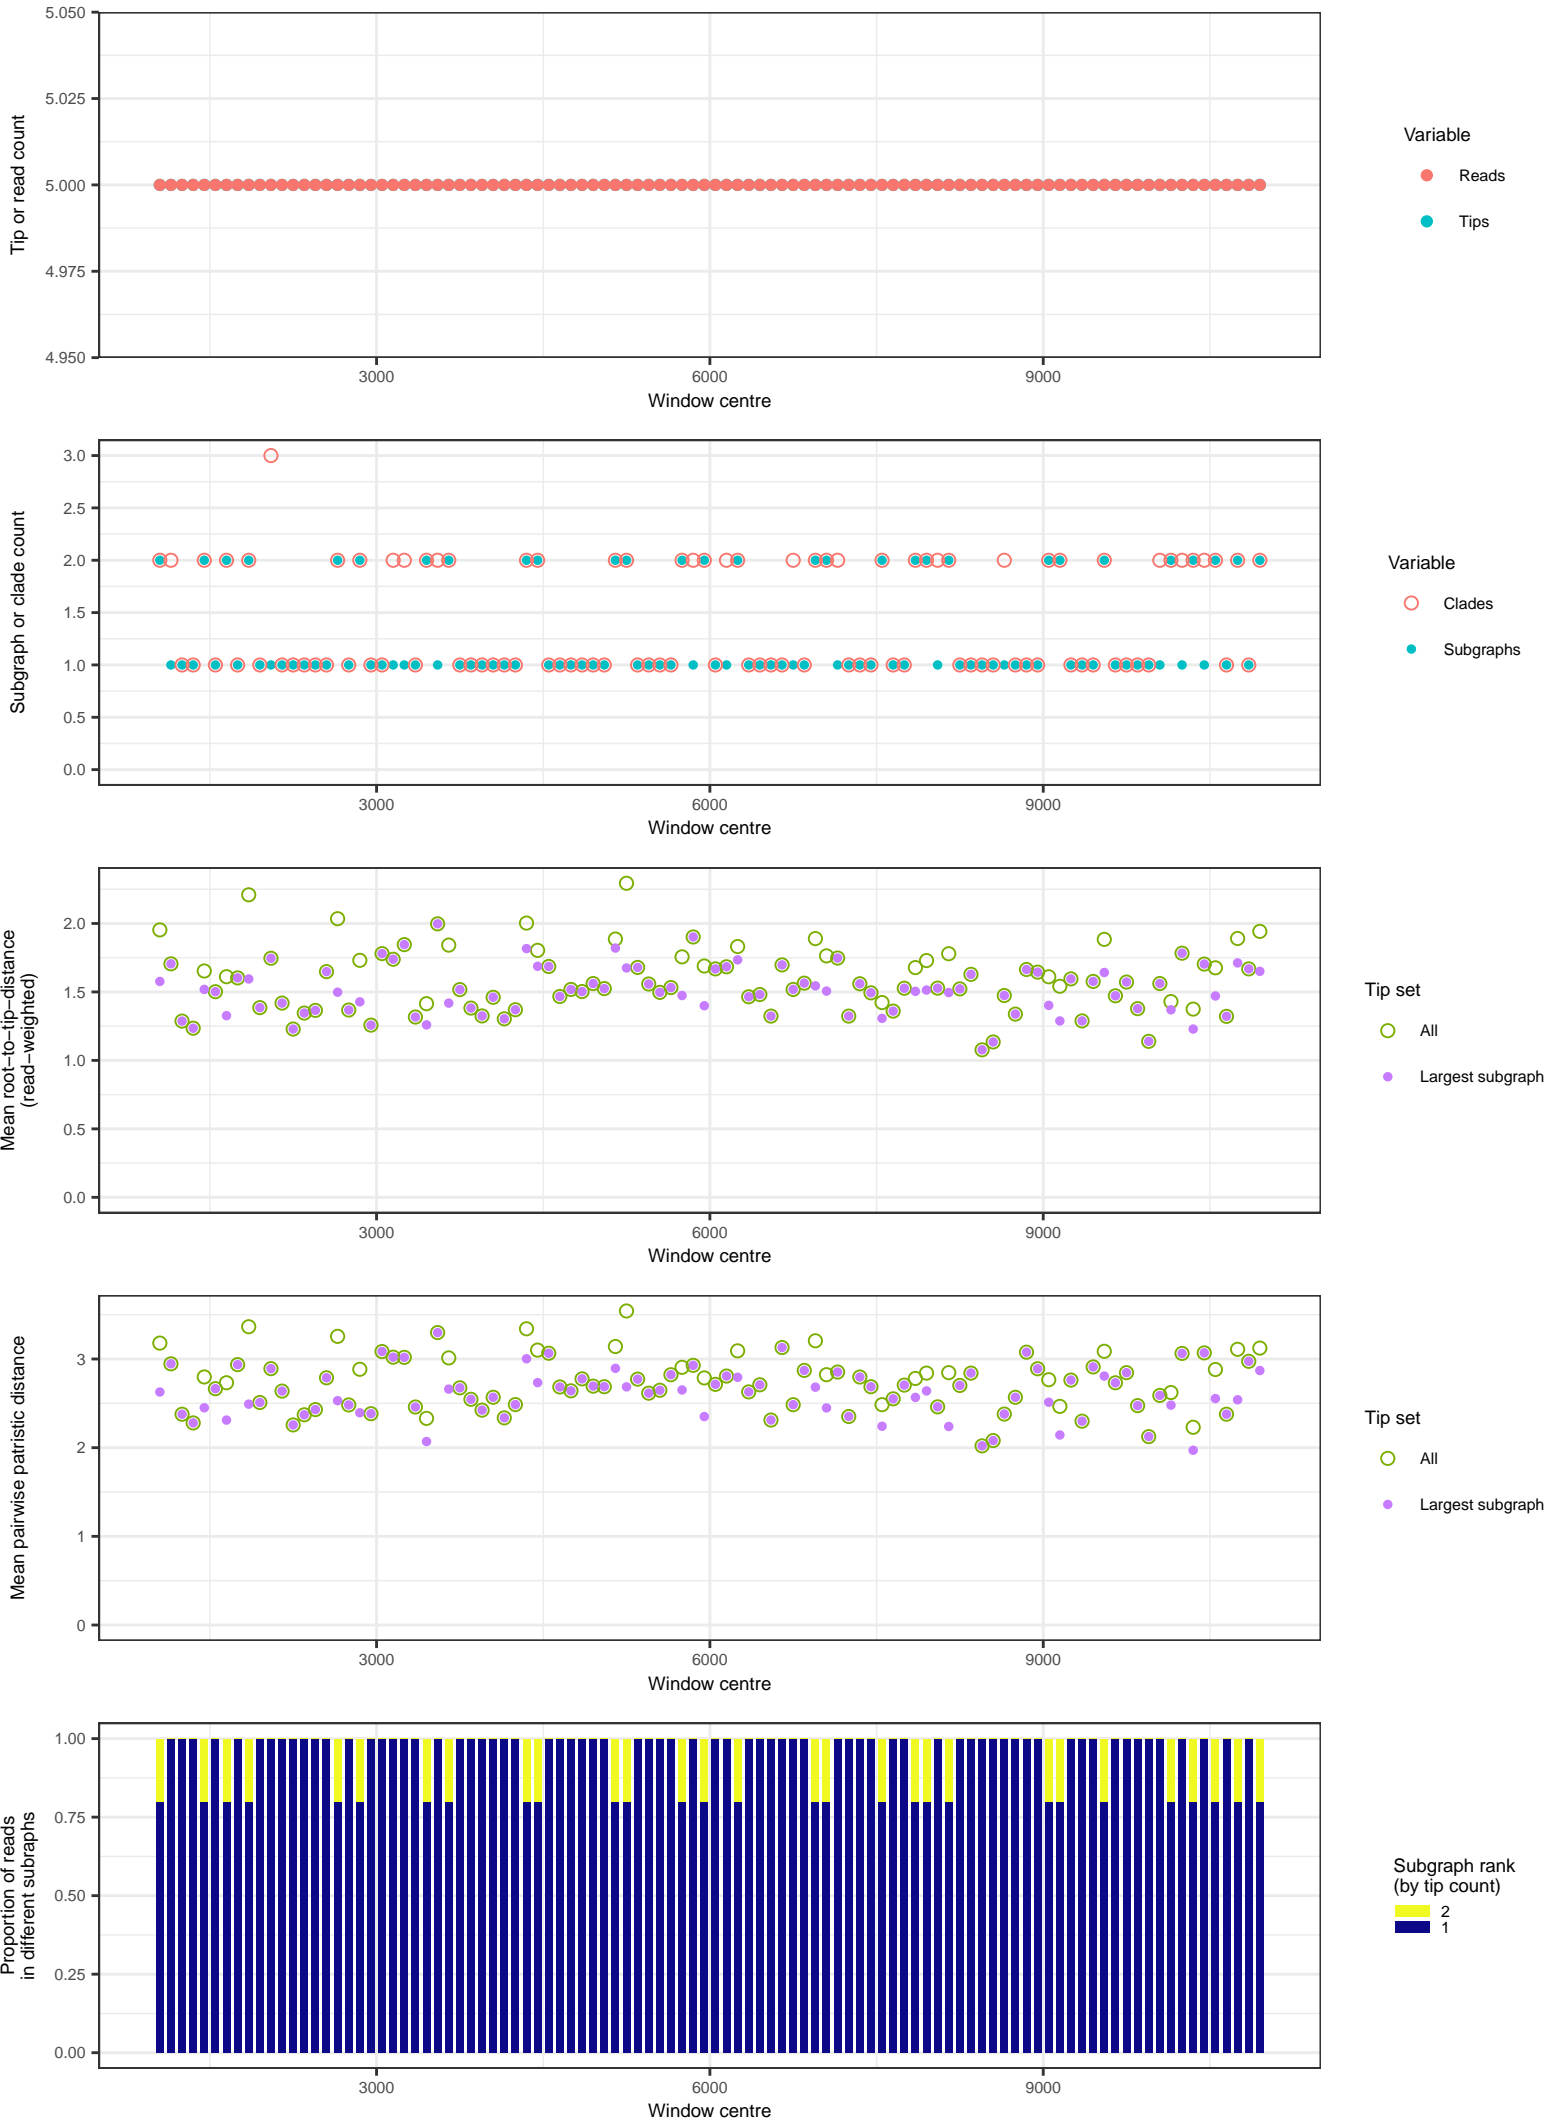 5.050
5.025
5.000
4.975
4.950
Tip or read count
3000 6000 9000
Window centre
Variable
Reads
Tips
3.0
2.5
2.0
1.5
1.0
0.5
0.0
Subgraph or clade count
3000 6000 9000
Window centre
Variable
Clades
Subgraphs
2.0
1.5
1.0
0.5
0.0
Mean root−to−tip−distance
(read−weighted)
3000 6000 9000
Window centre
Tip set
All
Largest subgraph
3
2
1
0
Mean pairwise patristic distance
3000 6000 9000
Window centre
Tip set
All
Largest subgraph
1.00
0.75
0.50
0.25
0.00
Proportion of reads
in different subraphs
3000 6000 9000
Window centre
Subgraph rank
(by tip count)
2
1